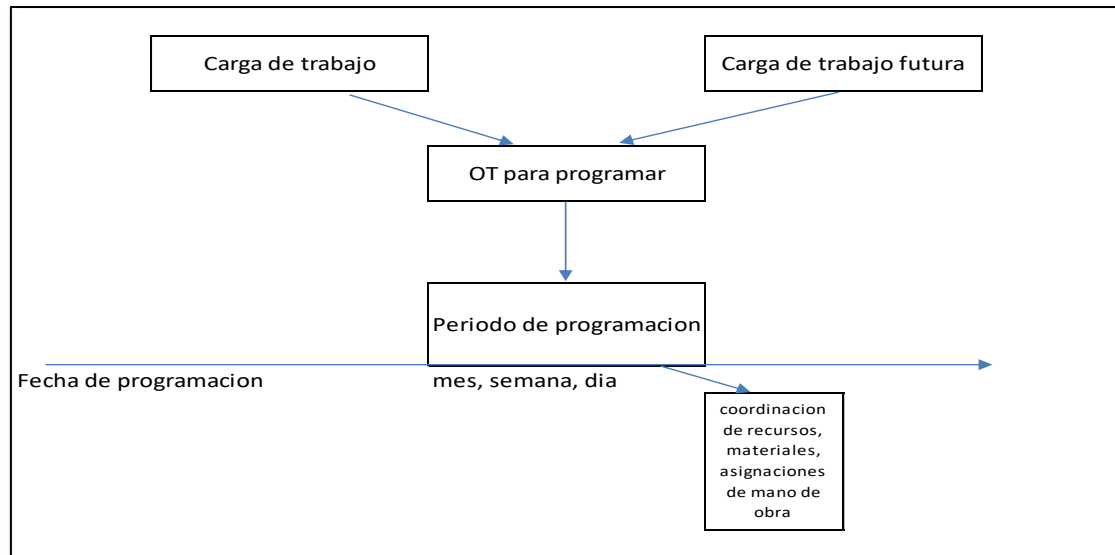 Carga de trabajo
Carga de trabajo futura
OT para programar
Periodo de programacion
Fecha de programacion
mes, semana, dia
coordinacion
de recursos,
materiales,
asignaciones
de mano de
obra